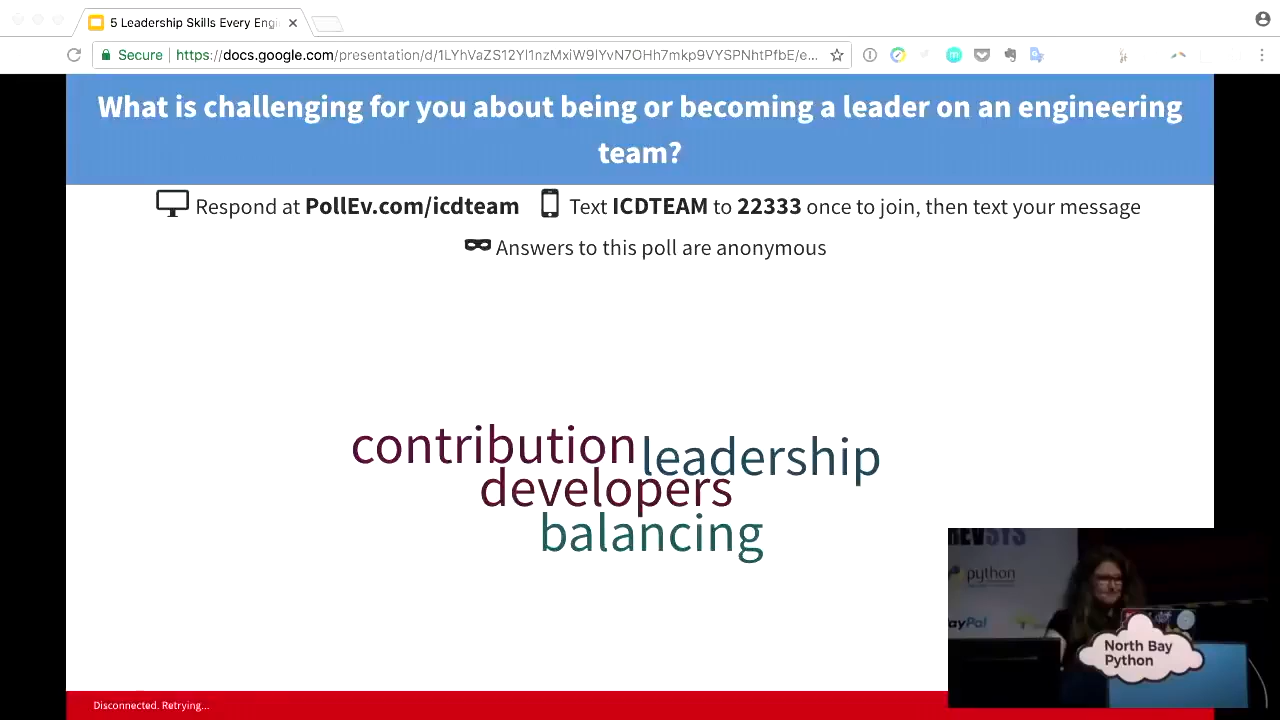 5 Leadership Skills Every Engi
Secure
https://docs.google.com/presentation/d/1LYhVaZS12Yl1nzMxiW9lYvN7OHh7mkp9VYSPNhtPfbE/e...
What is challenging for you about being or becoming a leader on an engineering
team?
Respond at PollEv.com/icdteam
Text ICDTEAM to 22333 once to join, then text your message
Answers to this poll are anonymous
contribution
leadership
developers
balancing
REVSYS
python
PayPal
North Bay
Python
Disconnected. Retrying...